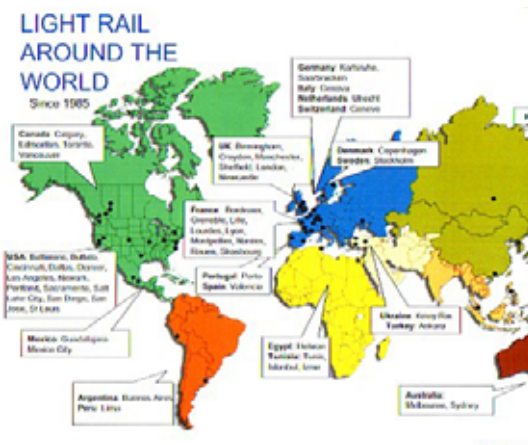 LIGHT RAIL
AROUND THE
WORLD
Since 1985
Canada: Calgary,
Edmonton, Toronto,
Vancouver
Germany: Karlsruhe,
Saarbrucken
Italy: Genova
Netherlands: Utrecht
Switzerland: Geneva
UK: Birmingham,
Croydon, Manchester,
Sheffield, London,
Newcastle
Denmark: Copenhagen
Sweden: Stockholm
France: Bordeaux,
Grenoble, Lille,
Lourdes, Lyon,
Montpellier, Nantes,
Rouen, Strasbourg
USA: Baltimore, Buffalo,
Cincinnati, Dallas, Denver,
Los Angeles, Newark,
Portland, Sacramento, Salt
Lake City, San Diego, San
Jose, St Louis
Portugal: Porto
Spain: Valencia
Mexico: Guadalajara
Mexico City
Egypt: Helwan
Tunisia: Tunis,
Istanbul, Izmir
Ukraine:
Turkey: Ankara
Argentina: Buenos Aires
Peru: Lima
Australia:
Melbourne, Sydney